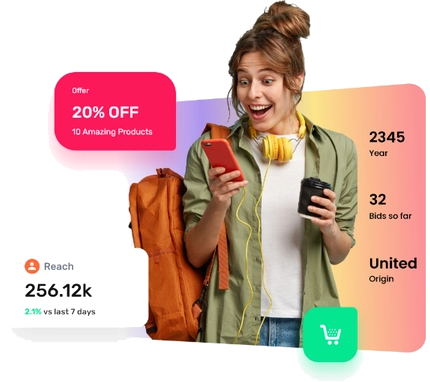 Offer
20% OFF
10 Amazing Products
2345
Year
32
Bids so far
United
Origin
Reach
256.12k
2.1% vs last 7 days